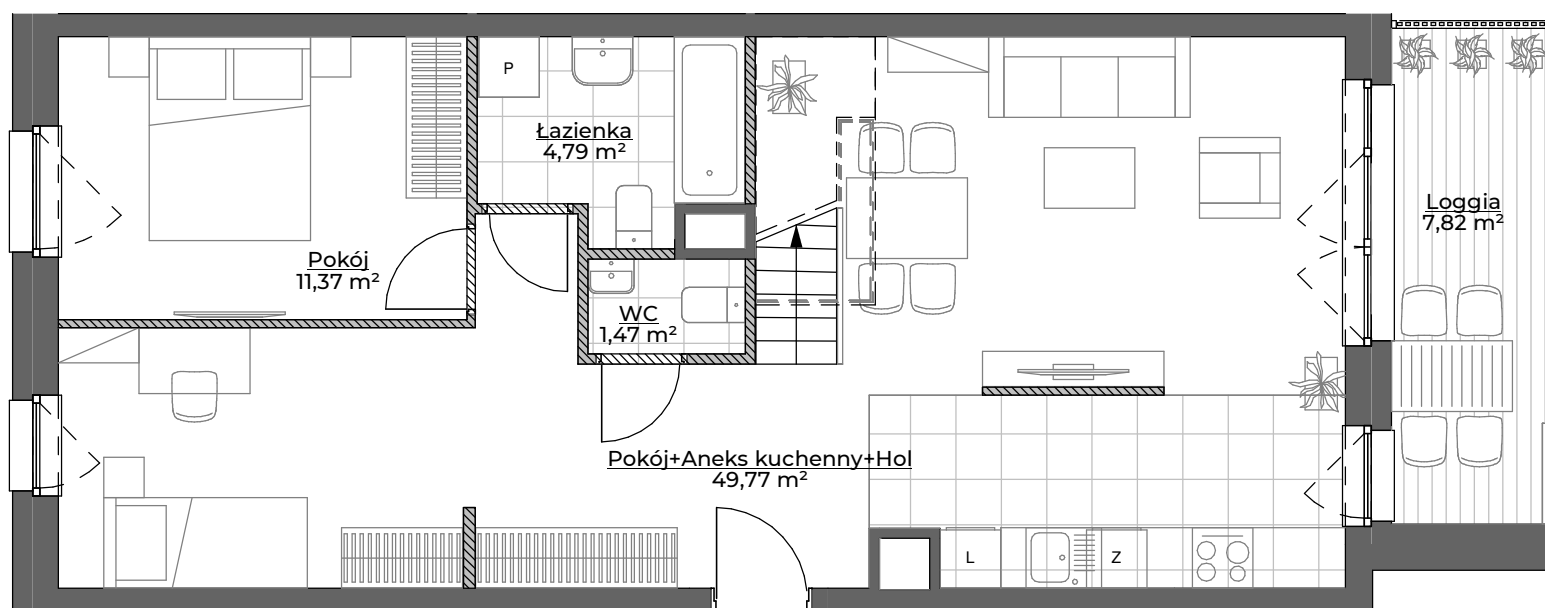 P
Łazienka
4,79 m²
Loggia
7,82 m²
Pokój
11,37 m²
WC
1,47 m²
Pokój+Aneks kuchenny+Hol
49,77 m²
L
Z